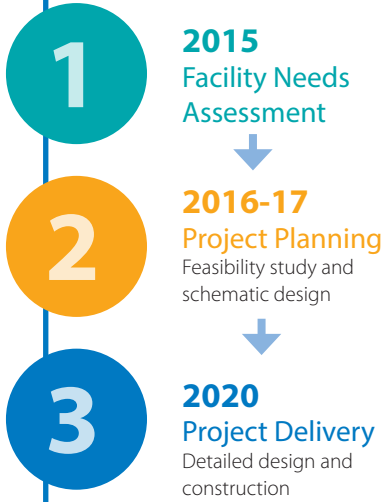 1
2015
Facility Needs
Assessment
2
2016-17
Project Planning
Feasibility study and
schematic design
3
2020
Project Delivery
Detailed design and
construction